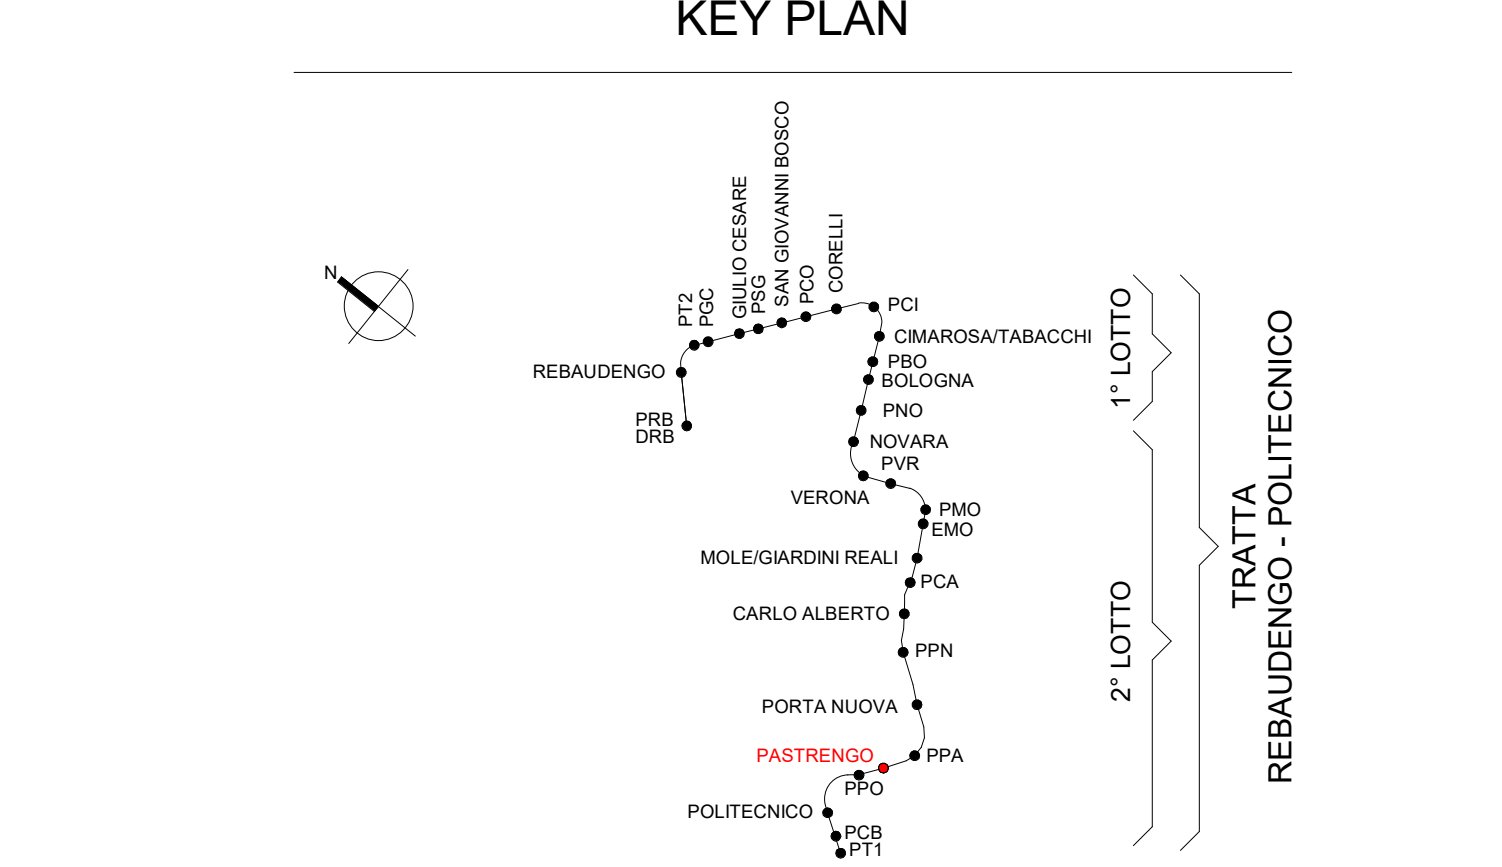 KEY PLAN
N
PT2
PGC
GIULIO CESARE
PSG
SAN GIOVANNI BOSCO
PCO
CORELLI
PCI
CIMAROSA/TABACCHI
REBAUDENGO
PBO
BOLOGNA
PRB
DRB
PNO
NOVARA
PVR
VERONA
PMO
EMO
MOLE/GIARDINI REALI
PCA
CARLO ALBERTO
PPN
PORTA NUOVA
PASTRENGO
PPA
PPO
POLITECNICO
PCB
PT1
1° LOTTO
2° LOTTO
TRATTA
REBAUDENGO - POLITECNICO